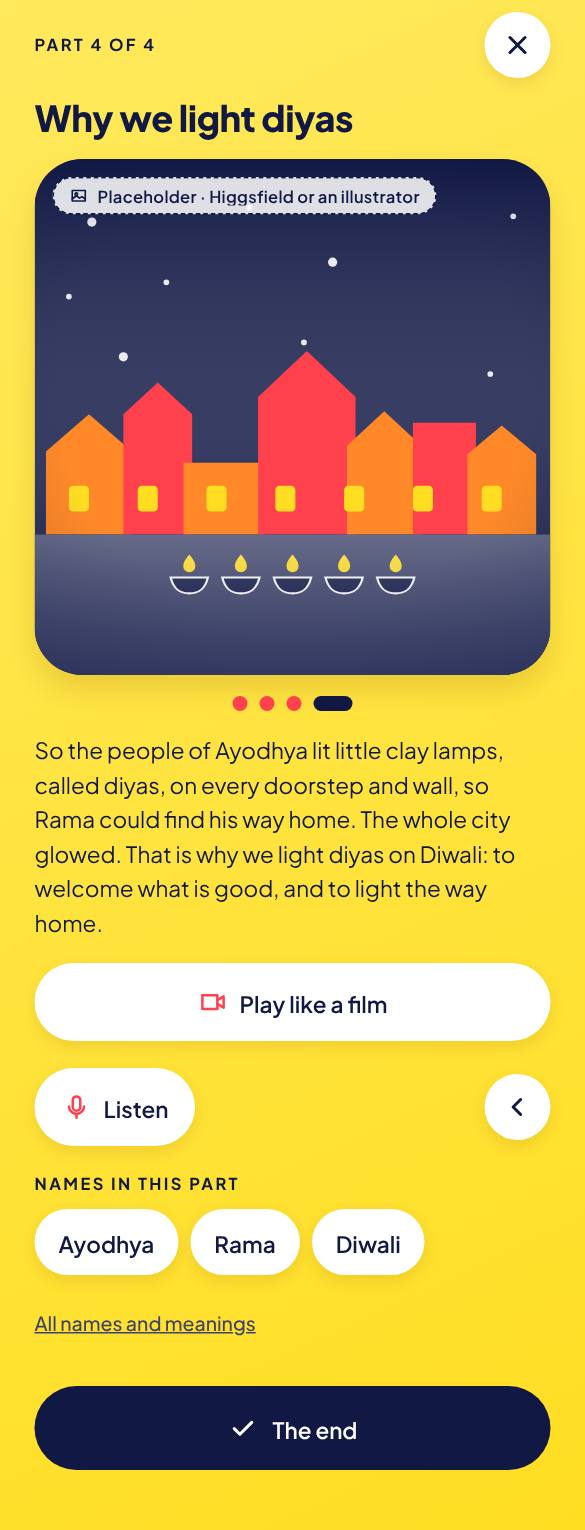 PART 4 OF 4
Why we light diyas
Placeholder · Higgsfield or an illustrator
So the people of Ayodhya lit little clay lamps,
called diyas, on every doorstep and wall, so
Rama could find his way home. The whole city
glowed. That is why we light diyas on Diwali: to
welcome what is good, and to light the way
home.
Play like a film
Listen
NAMES IN THIS PART
Ayodhya
Rama
Diwali
All names and meanings
The end